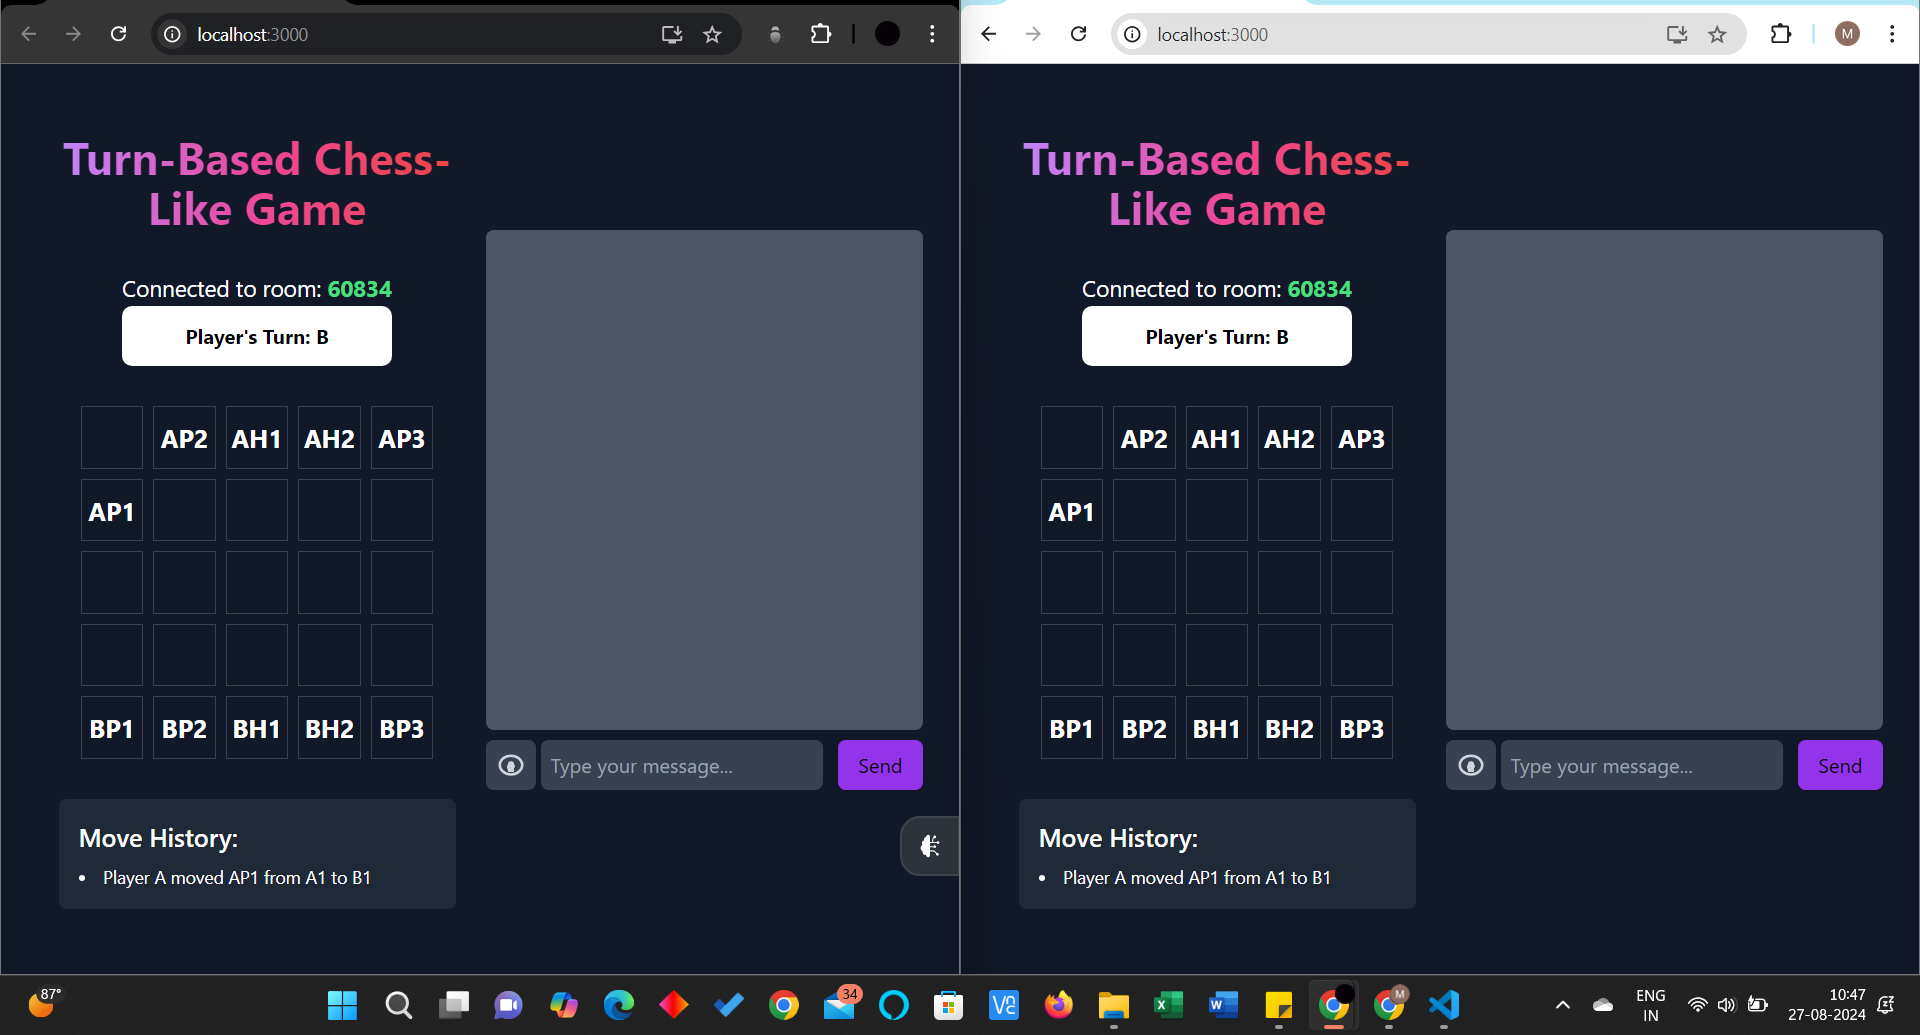 localhost:3000
Turn-Based Chess-
Like Game
Connected to room: 60834
Player's Turn: B
AP2 AH1 AH2 AP3
AP1
BP1 BP2 BH1 BH2 BP3
Type your message...
Send
Move History:
• Player A moved AP1 from A1 to B1
localhost:3000
M
Turn-Based Chess-
Like Game
Connected to room: 60834
Player's Turn: B
AP2 AH1 AH2 AP3
AP1
BP1 BP2 BH1 BH2 BP3
Type your message...
Send
Move History:
• Player A moved AP1 from A1 to B1
87°
34
M
ENG
IN
10:47
27-08-2024